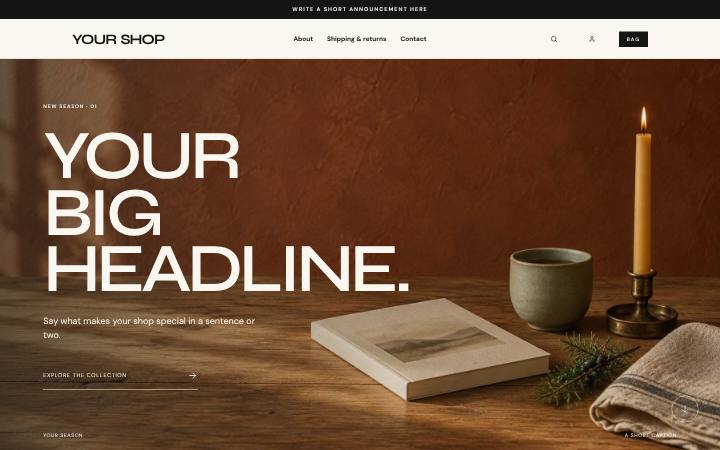 WRITE A SHORT ANNOUNCEMENT HERE
YOUR SHOP
About
Shipping & returns
Contact
BAG
NEW SEASON · 01
YOUR
BIG
HEADLINE.
Say what makes your shop special in a sentence or
two.
EXPLORE THE COLLECTION
YOUR SEASON
A SHORT CAPTION